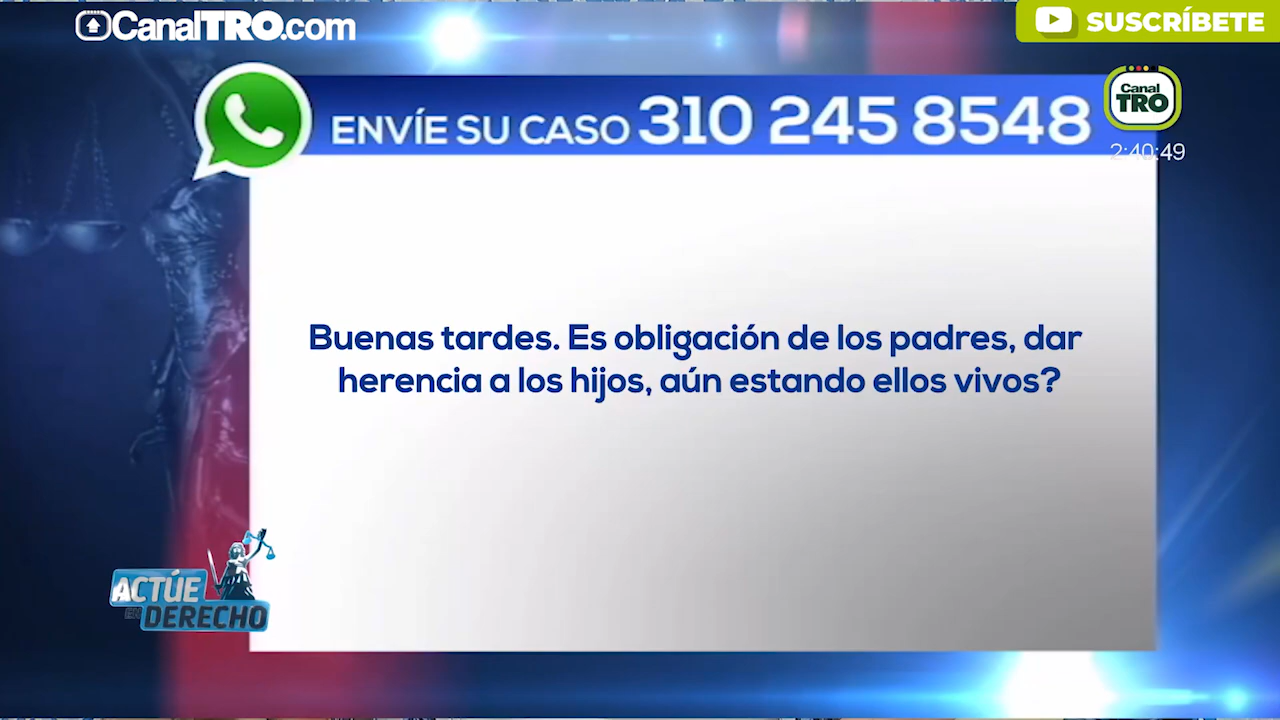 CanalTRO.com
SUSCRÍBETE
ENVÍE SU CASO 310 245 8548
Canal
TRO
2:40:49
Buenas tardes. Es obligación de los padres, dar
herencia a los hijos, aún estando ellos vivos?
ACTÚE
EN DERECHO